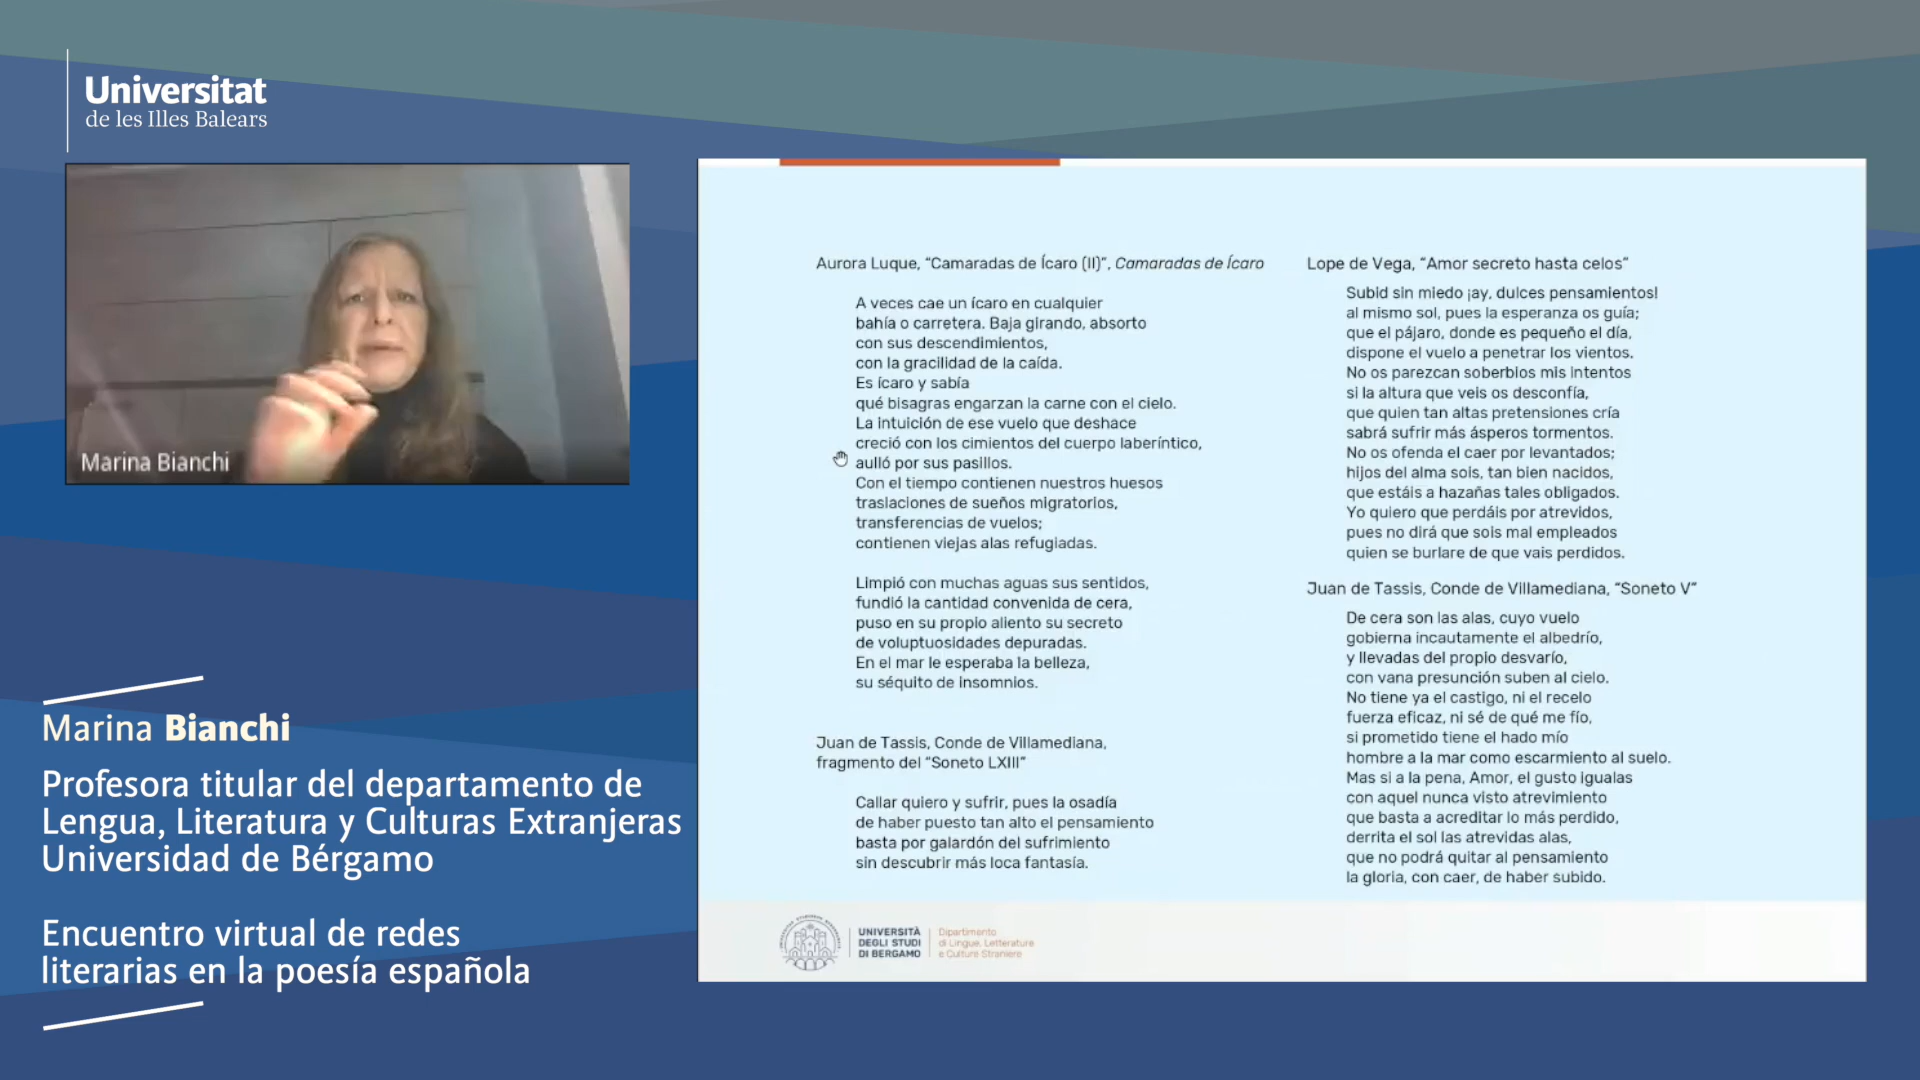 Universitat
de les Illes Balears
Marina Bianchi
Marina Bianchi
Profesora titular del departamento de
Lengua, Literatura y Culturas Extranjeras
Universidad de Bérgamo
Encuentro virtual de redes
literarias en la poesía española
Aurora Luque, “Camaradas de Ícaro (II)”, Camaradas de Ícaro
A veces cae un ícaro en cualquier
bahía o carretera. Baja girando, absorto
con sus descendimientos,
con la gracilidad de la caída.
Es ícaro y sabía
qué bisagras engarzan la carne con el cielo.
La intuición de ese vuelo que deshace
creció con los cimientos del cuerpo laberíntico,
aulló por sus pasillos.
Con el tiempo contienen nuestros huesos
traslaciones de sueños migratorios,
transferencias de vuelos;
contienen viejas alas refugiadas.
Limpió con muchas aguas sus sentidos,
fundió la cantidad convenida de cera,
puso en su propio aliento su secreto
de voluptuosidades depuradas.
En el mar le esperaba la belleza,
su séquito de insomnios.
Juan de Tassis, Conde de Villamediana,
fragmento del “Soneto LXIII”
Callar quiero y sufrir, pues la osadía
de haber puesto tan alto el pensamiento
basta por galardón del sufrimiento
sin descubrir más loca fantasía.
Lope de Vega, “Amor secreto hasta celos”
Subid sin miedo ¡ay, dulces pensamientos!
al mismo sol, pues la esperanza os guía;
que el pájaro, donde es pequeño el día,
dispone el vuelo a penetrar los vientos.
No os parezcan soberbios mis intentos
si la altura que veis os desconfía,
que quien tan altas pretensiones cría
sabrá sufrir más ásperos tormentos.
No os ofenda el caer por levantados;
hijos del alma sois, tan bien nacidos,
que estáis a hazañas tales obligados.
Yo quiero que perdáis por atrevidos,
pues no dirá que sois mal empleados
quien se burlare de que vais perdidos.
Juan de Tassis, Conde de Villamediana, “Soneto V”
De cera son las alas, cuyo vuelo
gobierna incautamente el albedrío,
y llevadas del propio desvarío,
con vana presunción suben al cielo.
No tiene ya el castigo, ni el recelo
fuerza eficaz, ni sé de qué me fío,
si prometido tiene el hado mío
hombre a la mar como escarmiento al suelo.
Mas si a la pena, Amor, el gusto igualas
con aquel nunca visto atrevimiento
que basta a acreditar lo más perdido,
derrita el sol las atrevidas alas,
que no podrá quitar al pensamiento
la gloria, con caer, de haber subido.
UNIVERSITÀ
DEGLI STUDI
DI BERGAMO
Dipartimento
di Lingue, Letterature
e Culture Straniere